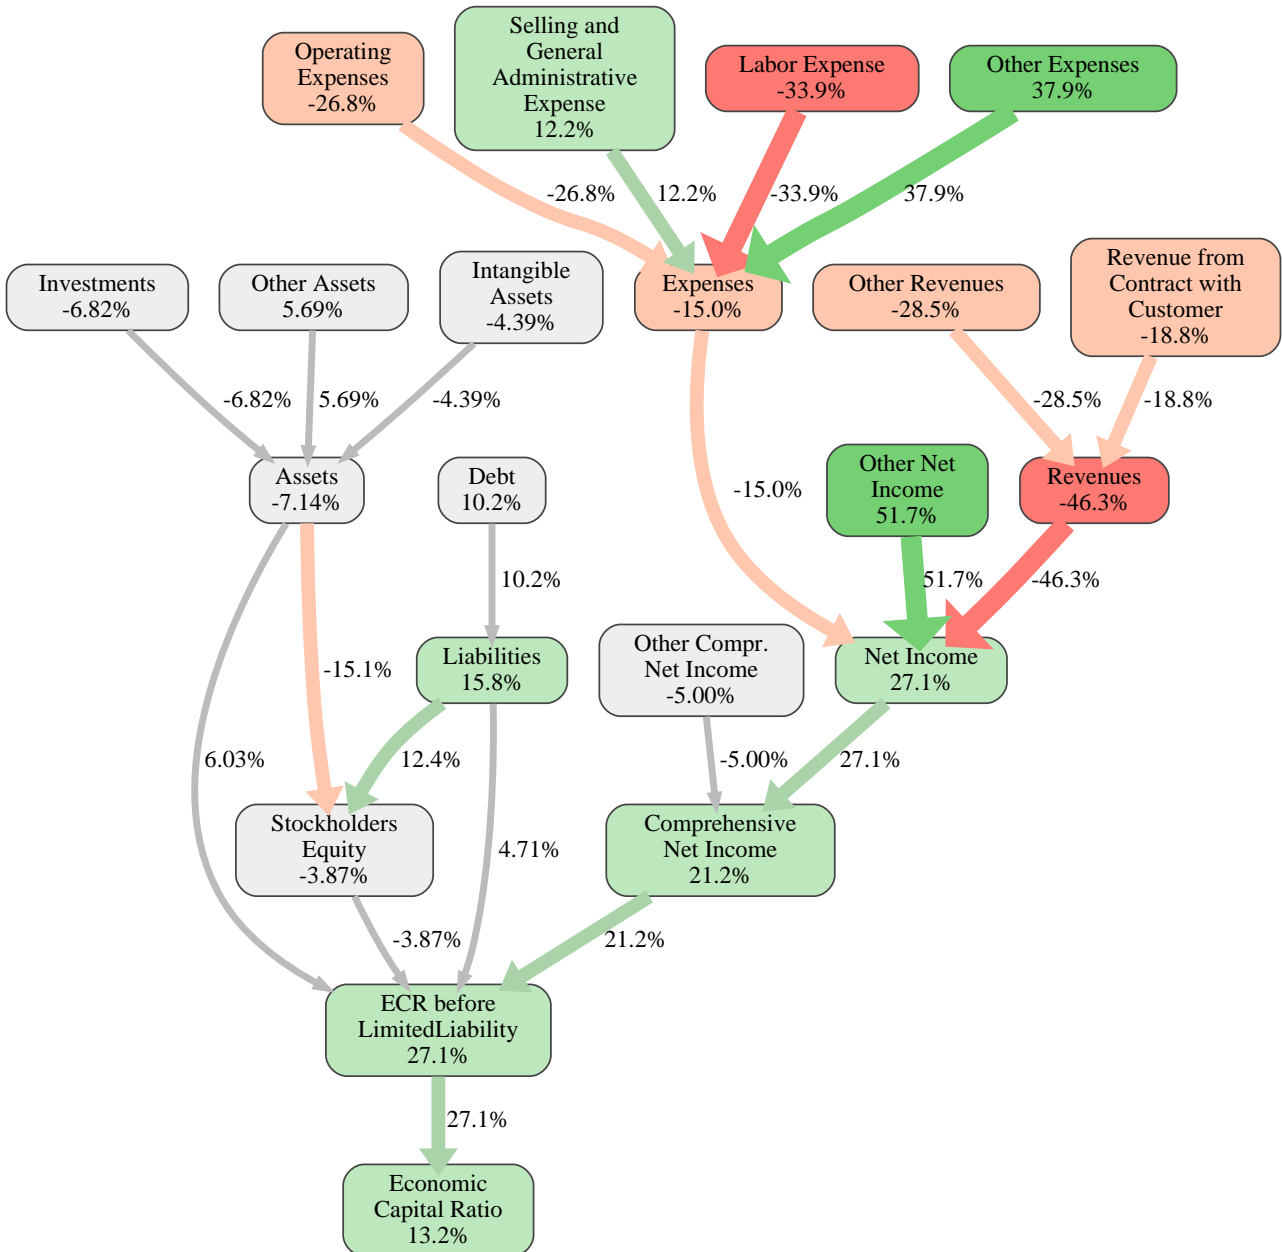 Operating
Expenses
-26.8%
Selling and
General
Administrative
Expense
12.2%
Labor Expense
-33.9%
Other Expenses
37.9%
-26.8%
12.2%
-33.9%
37.9%
Investments
-6.82%
Other Assets
5.69%
Intangible
Assets
-4.39%
Expenses
-15.0%
Other Revenues
-28.5%
Revenue from
Contract with
Customer
-18.8%
-6.82%
5.69%
-4.39%
-28.5%
-18.8%
Assets
-7.14%
Debt
10.2%
-15.0%
Other Net
Income
51.7%
Revenues
-46.3%
10.2%
51.7%
-46.3%
Liabilities
15.8%
Other Compr.
Net Income
-5.00%
Net Income
27.1%
-15.1%
6.03%
12.4%
-5.00%
27.1%
Stockholders
Equity
-3.87%
4.71%
Comprehensive
Net Income
21.2%
-3.87%
21.2%
ECR before
LimitedLiability
27.1%
27.1%
Economic
Capital Ratio
13.2%